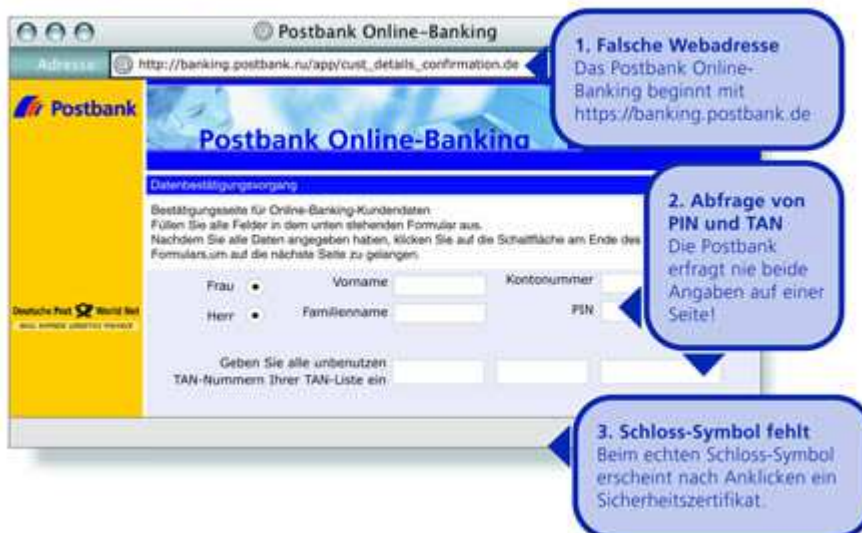 Postbank Online-Banking
Adresse http://banking.postbank.ru/app/cust_details_confirmation.de
1. Falsche Webadresse
Das Postbank Online-
Banking beginnt mit
https://banking.postbank.de
Postbank
Postbank Online-Banking
Datenbestätigungsvorgang
Bestätigungsseite für Online-Banking-Kundendaten
Füllen Sie alle Felder in dem unten stehenden Formular aus.
Nachdem Sie alle Daten angegeben haben, klicken Sie auf die Schaltfläche am Ende des
Formulars,um auf die nächste Seite zu gelangen.
2. Abfrage von
PIN und TAN
Die Postbank
erfragt nie beide
Angaben auf einer
Seite!
Frau Vorname Kontonummer
Herr Familienname PIN
Deutsche Post World Net
MAIL EXPRESS LOGISTICS FINANCE
Geben Sie alle unbenutzen
TAN-Nummern Ihrer TAN-Liste ein
3. Schloss-Symbol fehlt
Beim echten Schloss-Symbol
erscheint nach Anklicken ein
Sicherheitszertifikat.